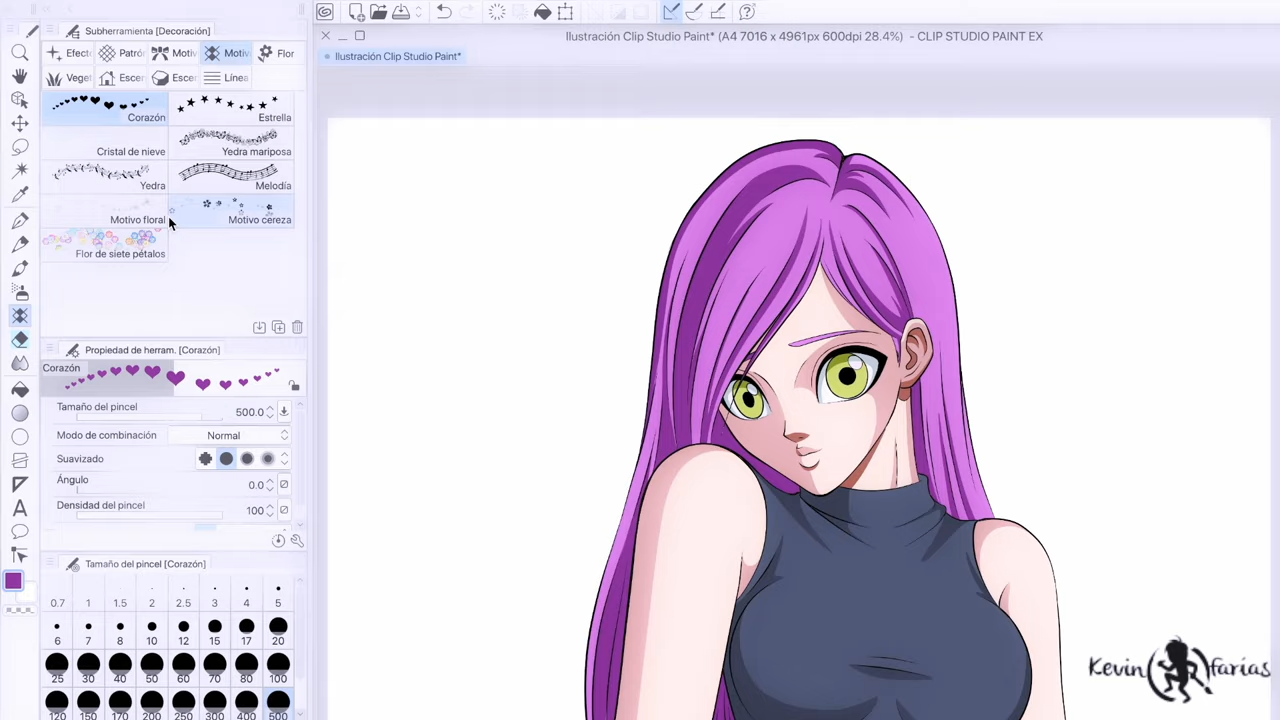 Subherramienta [Decoración]
Ilustración Clip Studio Paint* (A4 7016 x 4961px 600dpi 28.4%) - CLIP STUDIO PAINT EX
Ilustración Clip Studio Paint*
Efect Patró Motiv Motiv Flor
Veget Escen Escen Línea
Corazón Estrella
Cristal de nieve Yedra mariposa
Yedra Melodía
Motivo floral Motivo cereza
Flor de siete pétalos
Propiedad de herram. [Corazón]
Corazón
Tamaño del pincel 500.0
Modo de combinación Normal
Suavizado
Ángulo 0.0
Densidad del pincel 100
Tamaño del pincel [Corazón]
0.7 1 1.5 2 2.5 3 4 5
6 7 8 10 12 15 17 20
25 30 40 50 60 70 80 100
120 150 170 200 250 300 400 500
Kevin farias